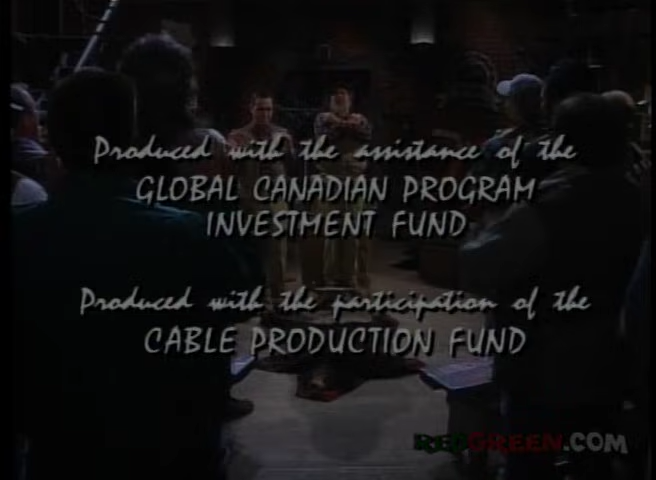 Produced with the assistance of the
GLOBAL CANADIAN PROGRAM
INVESTMENT FUND
Produced with the participation of the
CABLE PRODUCTION FUND
REDGREEN.COM